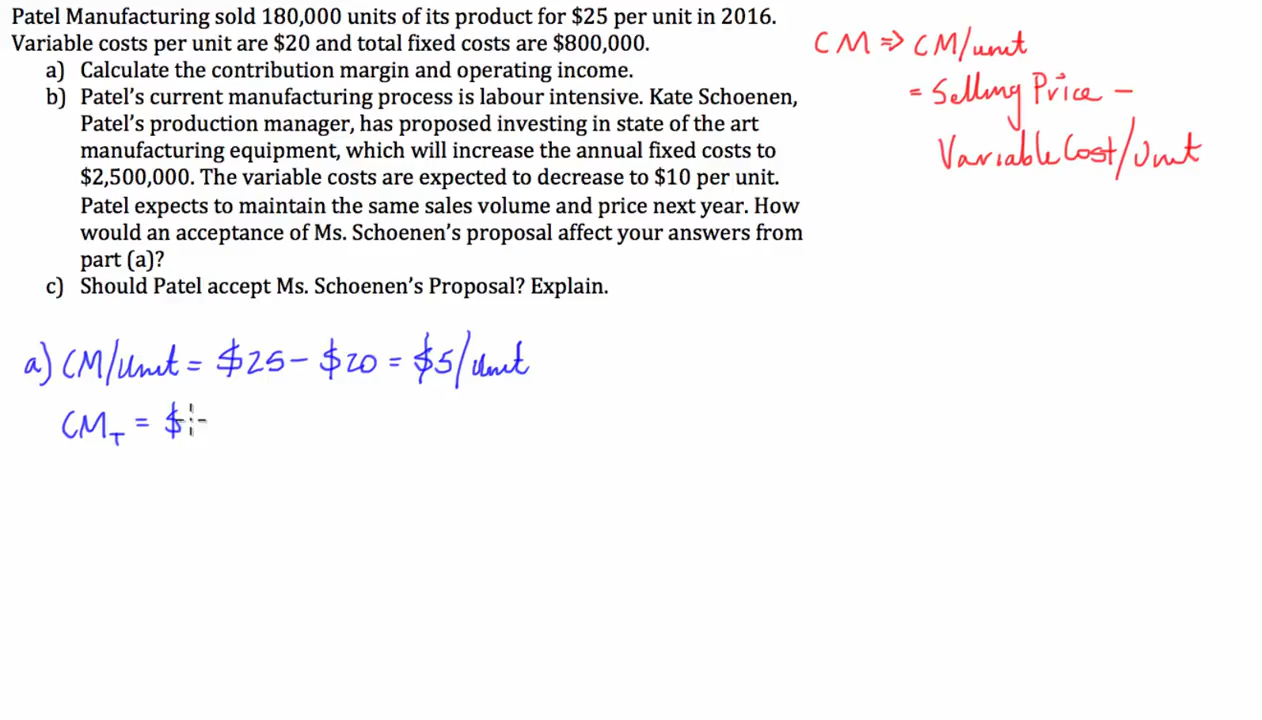 Patel Manufacturing sold 180,000 units of its product for $25 per unit in 2016.
Variable costs per unit are $20 and total fixed costs are $800,000.
a) Calculate the contribution margin and operating income.
b) Patel's current manufacturing process is labour intensive. Kate Schoenen,
Patel's production manager, has proposed investing in state of the art
manufacturing equipment, which will increase the annual fixed costs to
$2,500,000. The variable costs are expected to decrease to $10 per unit.
Patel expects to maintain the same sales volume and price next year. How
would an acceptance of Ms. Schoenen's proposal affect your answers from
part (a)?
c) Should Patel accept Ms. Schoenen's Proposal? Explain.
CM => CM/unit
= Selling Price -
Variable Cost/Unit
a) CM/Unit = $25 - $20 = $5/Unit
CM_T = $